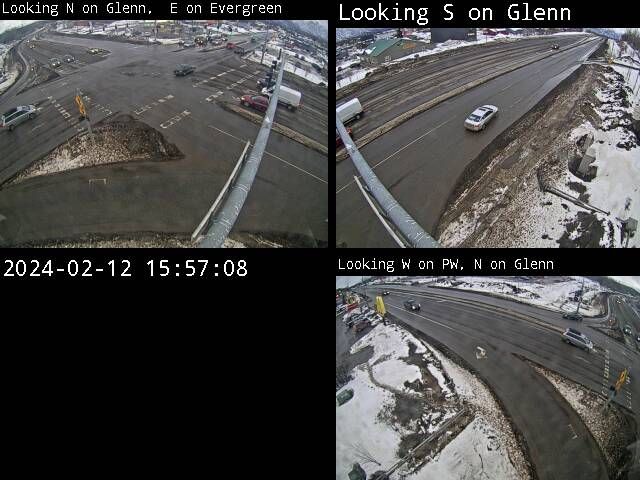 Looking N on Glenn, E on Evergreen
Looking S on Glenn
2024-02-12 15:57:08
Looking W on PW, N on Glenn